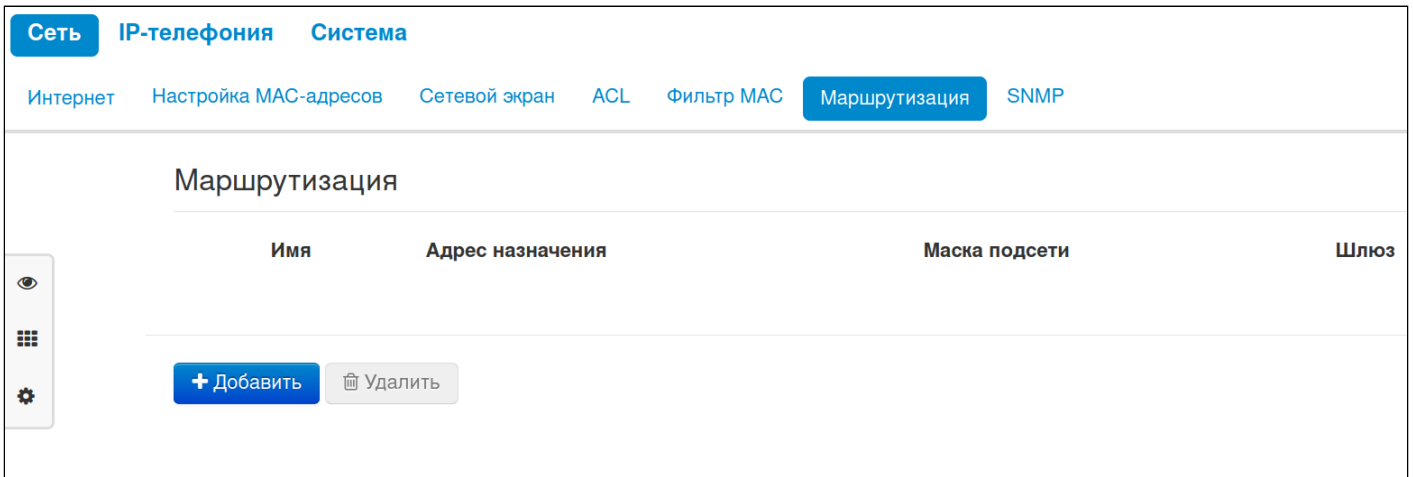 Сеть IP-телефония Система
Интернет Настройка MAC-адресов Сетевой экран ACL Фильтр MAC Маршрутизация SNMP
Маршрутизация
Имя Адрес назначения Маска подсети Шлюз
Добавить Удалить